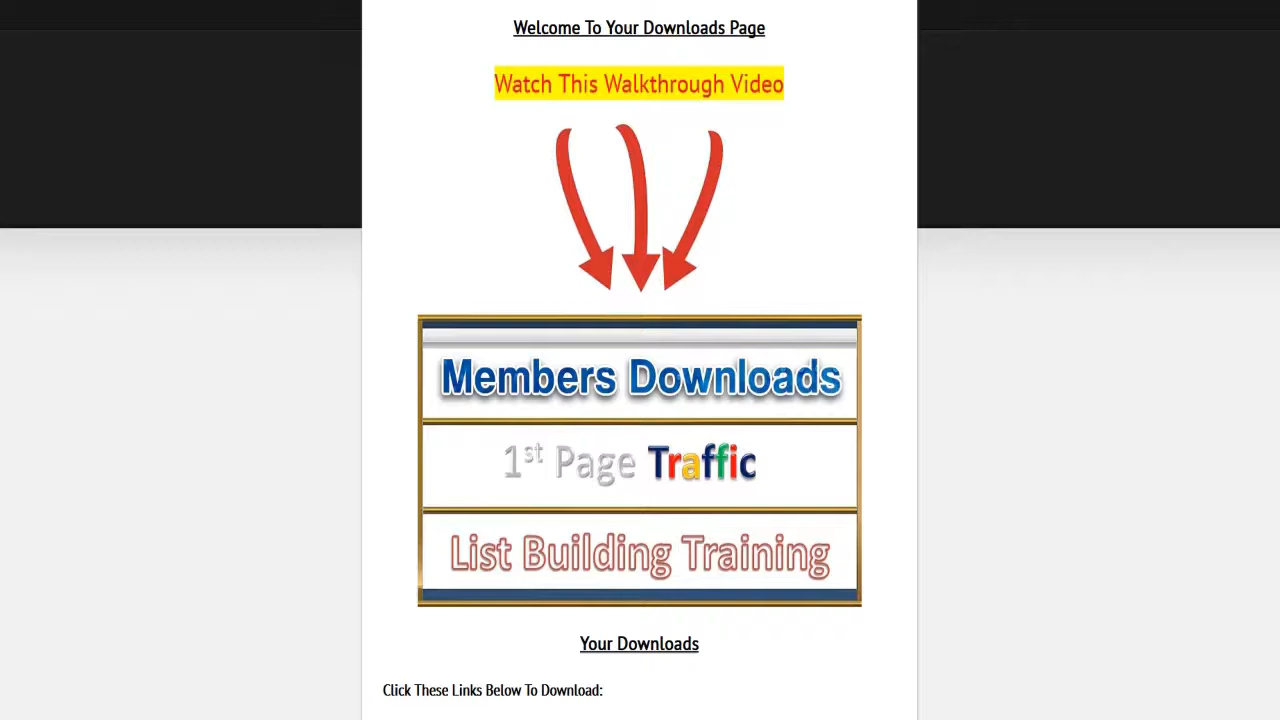 Welcome To Your Downloads Page
Watch This Walkthrough Video
Members Downloads
1st Page Traffic
List Building Training
Your Downloads
Click These Links Below To Download: